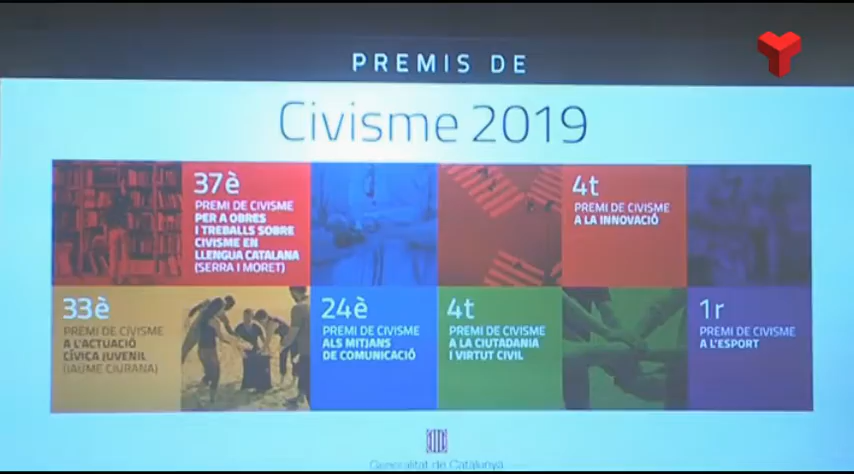 PREMIS DE
Civisme 2019
37è
PREMI DE CIVISME
PER A OBRES
I TREBALLS SOBRE
CIVISME EN
LLENGUA CATALANA
(SERRA I MORET)
4t
PREMI DE CIVISME
A LA INNOVACIÓ
33è
PREMI DE CIVISME
A L'ACTUACIÓ
CÍVICA JUVENIL
(JAUME CIURANA)
24è
PREMI DE CIVISME
ALS MITJANS
DE COMUNICACIÓ
4t
PREMI DE CIVISME
A LA CIUTADANIA
I VIRTUT CIVIL
1r
PREMI DE CIVISME
A L'ESPORT
Generalitat de Catalunya